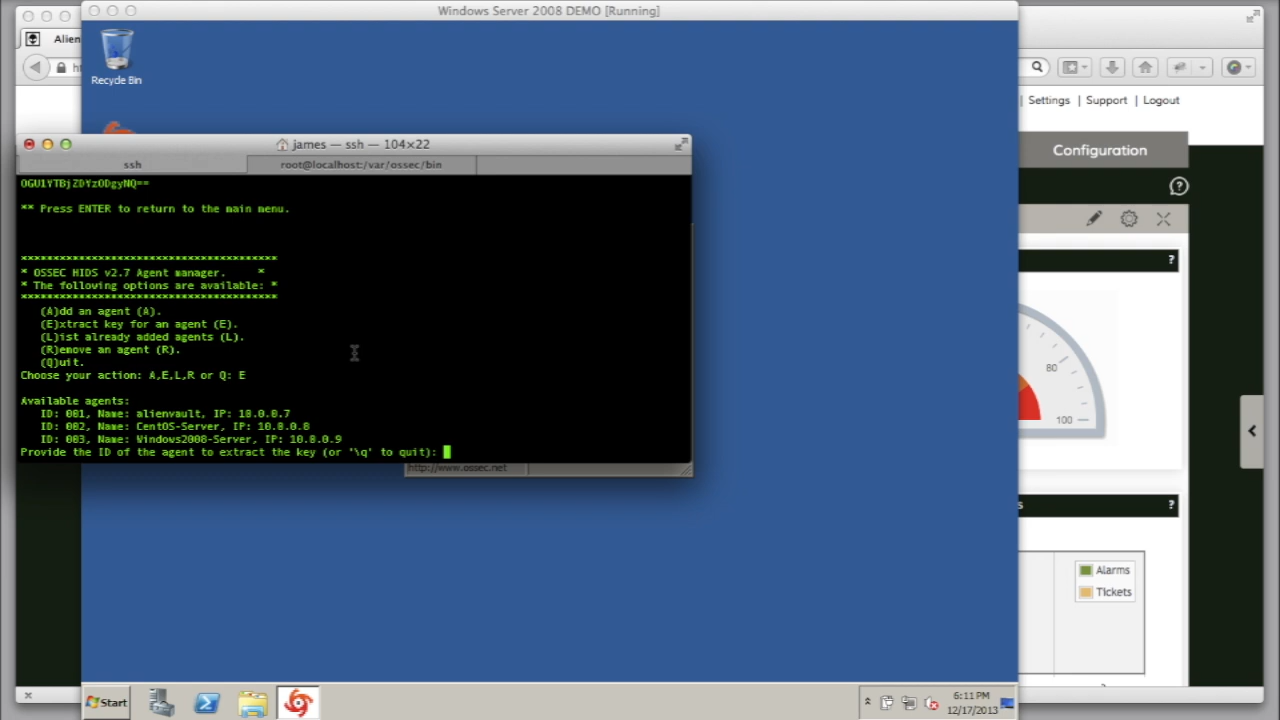 Windows Server 2008 DEMO [Running]
Alien
Recycle Bin
Settings | Support | Logout
Configuration
james — ssh — 104×22
ssh
root@localhost:/var/ossec/bin
OGU1YTBjZDYzODgyNQ==
** Press ENTER to return to the main menu.
****************************************
* OSSEC HIDS v2.7 Agent manager.     *
* The following options are available: *
****************************************
(A)dd an agent (A).
(E)xtract key for an agent (E).
(L)ist already added agents (L).
(R)emove an agent (R).
(Q)uit.
Choose your action: A,E,L,R or Q: E
Available agents:
ID: 001, Name: alienvault, IP: 10.8.0.7
ID: 002, Name: CentOS-Server, IP: 10.8.0.8
ID: 003, Name: Windows2008-Server, IP: 10.8.0.9
Provide the ID of the agent to extract the key (or '\q' to quit):
http://www.ossec.net
?
80
100
?
Alarms
Tickets
Start
6:11 PM
12/17/2013